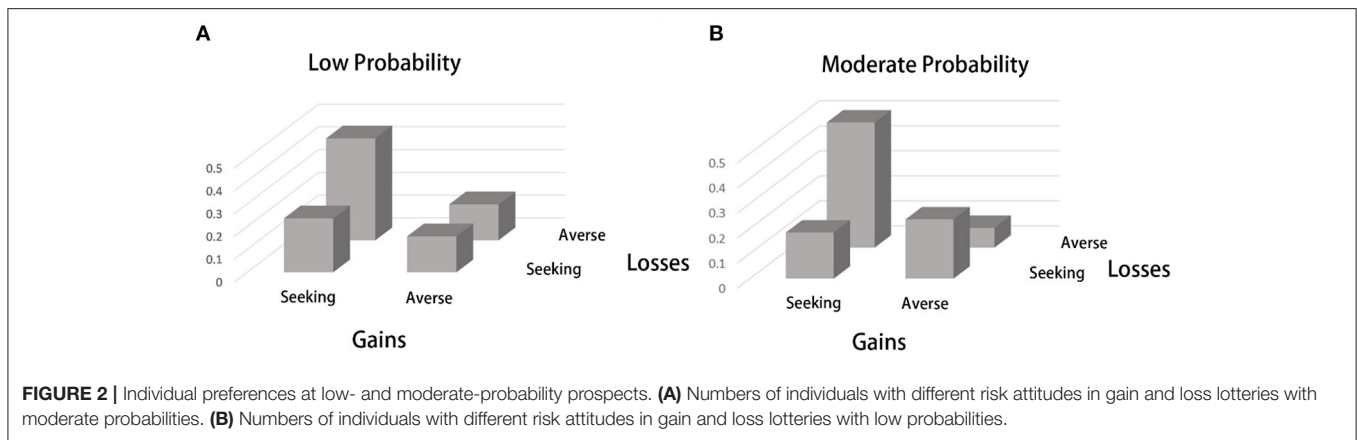 A
Low Probability
0.5
0.4
0.3
0.2
0.1
0
Seeking
Averse
Averse
Seeking
Losses
Gains
B
Moderate Probability
0.5
0.4
0.3
0.2
0.1
0
Seeking
Averse
Averse
Seeking
Losses
Gains
FIGURE 2 | Individual preferences at low- and moderate-probability prospects. (A) Numbers of individuals with different risk attitudes in gain and loss lotteries with
moderate probabilities. (B) Numbers of individuals with different risk attitudes in gain and loss lotteries with low probabilities.